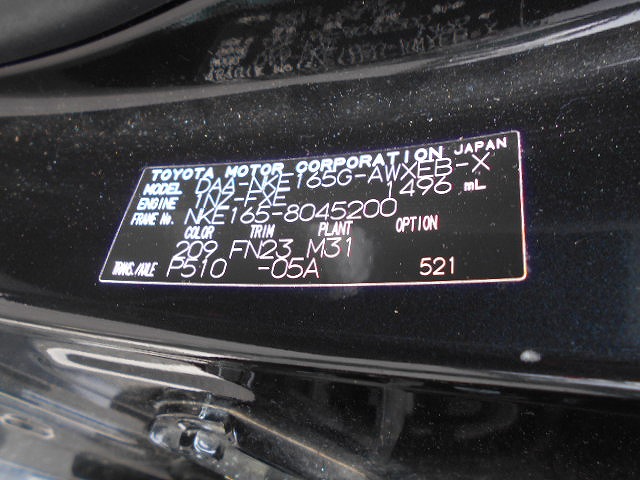 TOYOTA MOTOR CORPORATION JAPAN
MODEL DAA-NKE165G-AWXEB-X
ENGINE 1NZ-FXE 1496 mL
FRAME No. NKE165-8045200
COLOR TRIM PLANT OPTION
209 FN23 M31
TRANS./AXLE P510 -05A 521